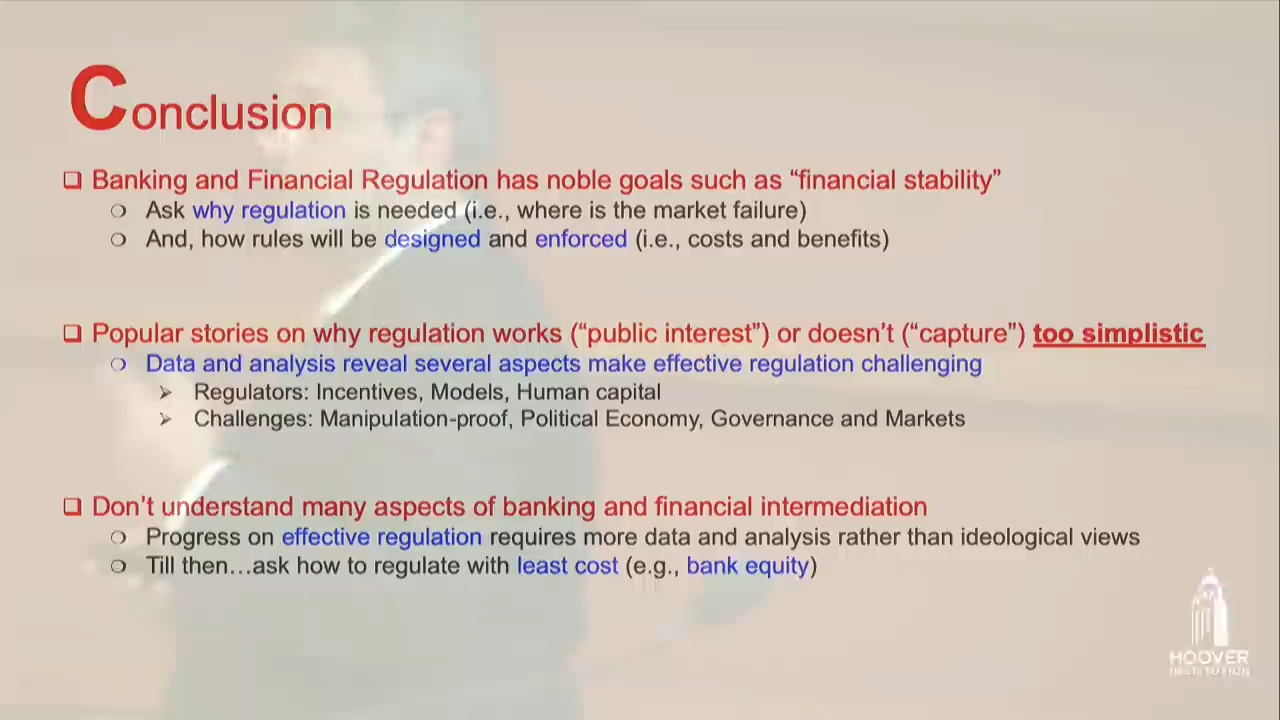 Conclusion
❑ Banking and Financial Regulation has noble goals such as “financial stability”
❍ Ask why regulation is needed (i.e., where is the market failure)
❍ And, how rules will be designed and enforced (i.e., costs and benefits)
❑ Popular stories on why regulation works (“public interest”) or doesn’t (“capture”) too simplistic
❍ Data and analysis reveal several aspects make effective regulation challenging
➢ Regulators: Incentives, Models, Human capital
➢ Challenges: Manipulation-proof, Political Economy, Governance and Markets
❑ Don’t understand many aspects of banking and financial intermediation
❍ Progress on effective regulation requires more data and analysis rather than ideological views
❍ Till then…ask how to regulate with least cost (e.g., bank equity)
HOOVER
INSTITUTION